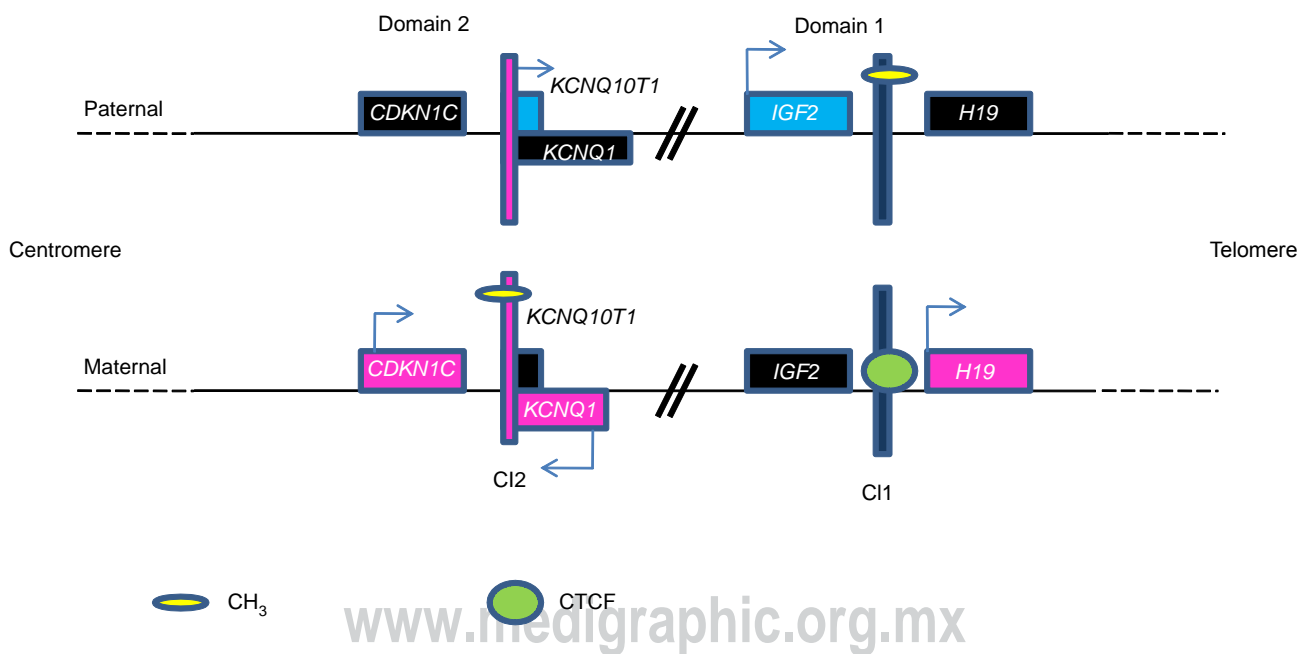 Domain 2
Domain 1
KCNQ10T1
Paternal
CDKN1C
IGF2
H19
KCNQ1
Centromere
Telomere
KCNQ10T1
Maternal
CDKN1C
IGF2
H19
KCNQ1
CI2
CI1
CH3
CTCF
www.medigraphic.org.mx